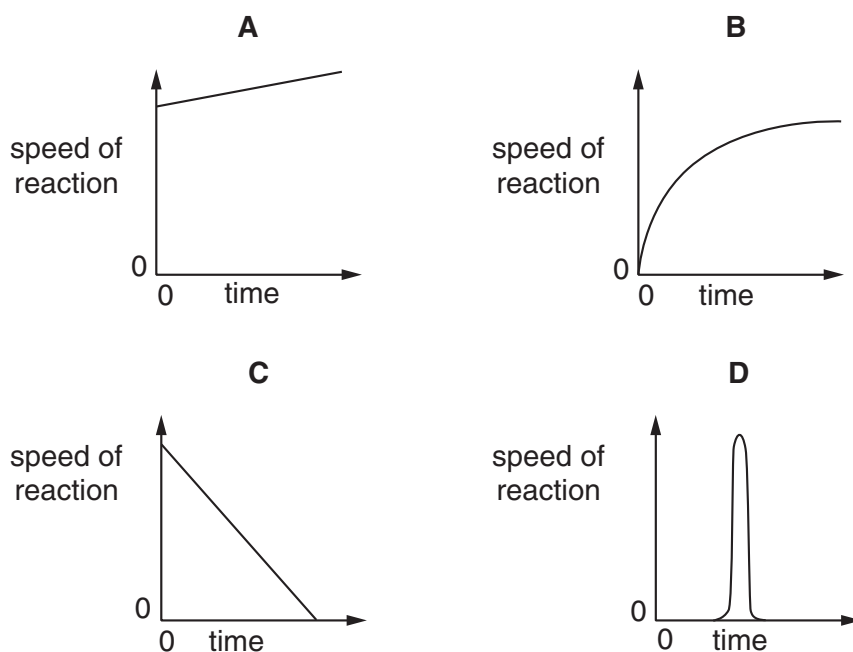 A
B
speed of
reaction
0
0
time
speed of
reaction
0
0
time
C
D
speed of
reaction
0
0
time
speed of
reaction
0
0
time